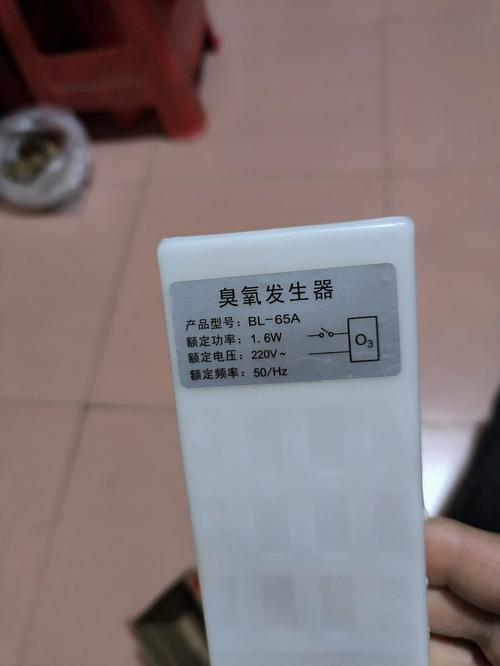 臭氧发生器
产品型号：BL-65A
额定功率：1.6W
额定电压：220V~
额定频率：50/Hz
O₃